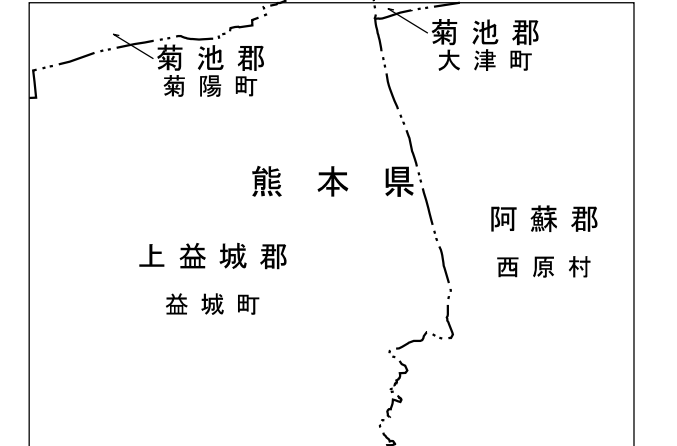 菊池郡
大津町
菊池郡
菊陽町
熊本県
阿蘇郡
西原村
上益城郡
益城町